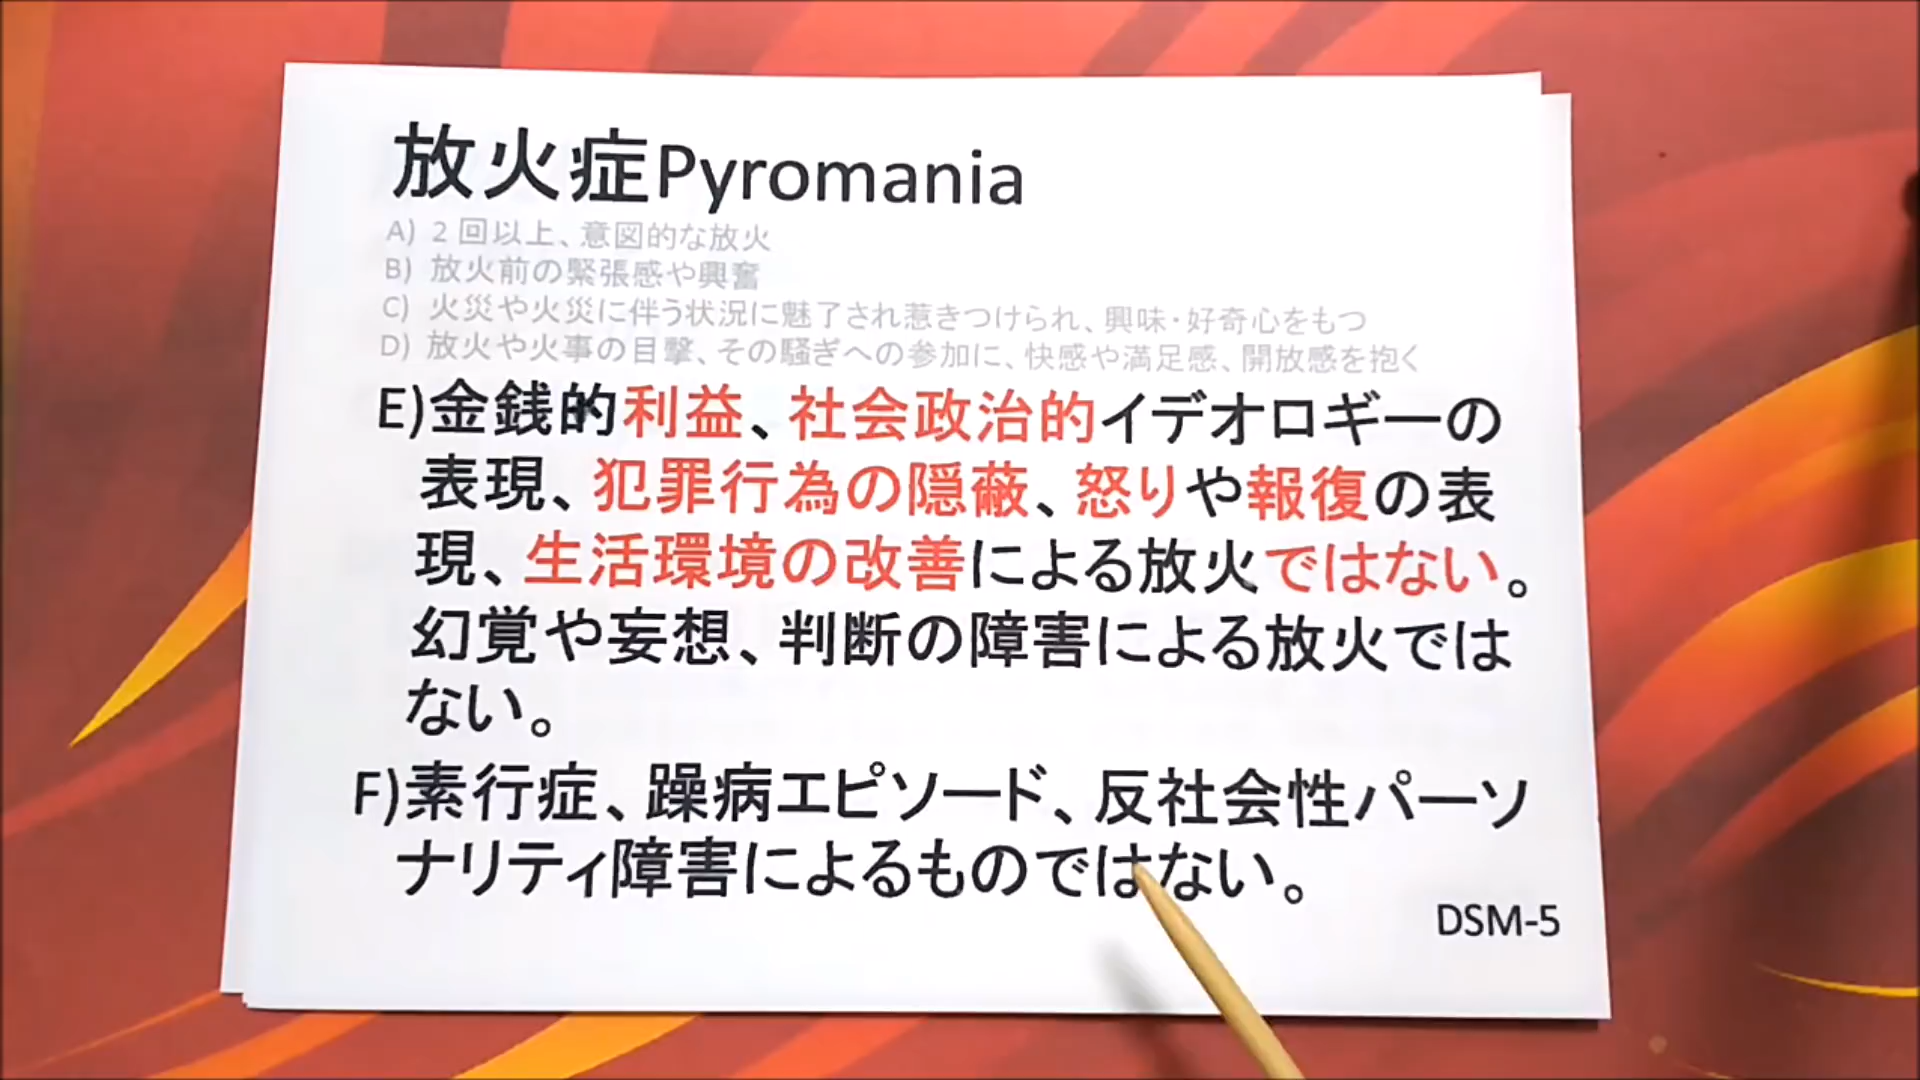 放火症Pyromania
A) 2回以上、意図的な放火
B) 放火前の緊張感や興奮
C) 火災や火災に伴う状況に魅了され惹きつけられ、興味・好奇心をもつ
D) 放火や火事の目撃、その騒ぎへの参加に、快感や満足感、開放感を抱く
E)金銭的利益、社会政治的イデオロギーの
表現、犯罪行為の隠蔽、怒りや報復の表
現、生活環境の改善による放火ではない。
幻覚や妄想、判断の障害による放火では
ない。
F)素行症、躁病エピソード、反社会性パーソ
ナリティ障害によるものではない。
DSM-5